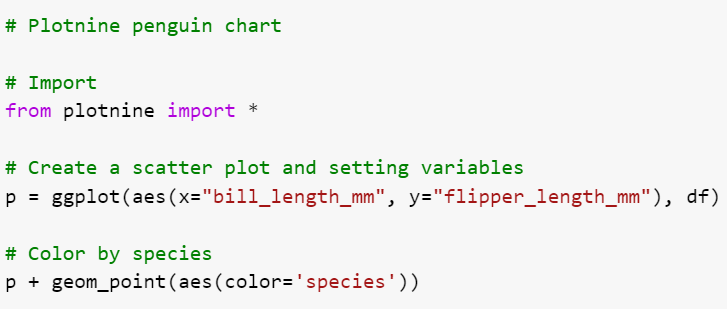 # Plotnine penguin chart
# Import
from plotnine import *
# Create a scatter plot and setting variables
p = ggplot(aes(x="bill_length_mm", y="flipper_length_mm"), df)
# Color by species
p + geom_point(aes(color='species'))